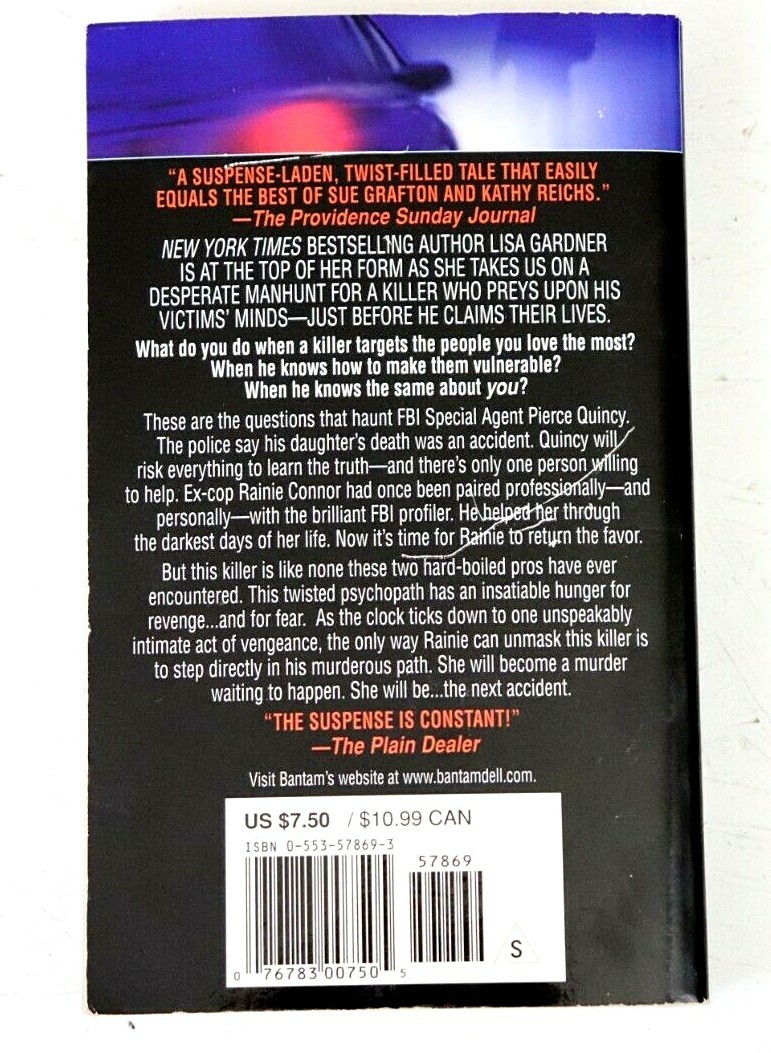 “A SUSPENSE-LADEN, TWIST-FILLED TALE THAT EASILY
EQUALS THE BEST OF SUE GRAFTON AND KATHY REICHS.”
—The Providence Sunday Journal
NEW YORK TIMES BESTSELLING AUTHOR LISA GARDNER
IS AT THE TOP OF HER FORM AS SHE TAKES US ON A
DESPERATE MANHUNT FOR A KILLER WHO PREYS UPON HIS
VICTIMS’ MINDS—JUST BEFORE HE CLAIMS THEIR LIVES.
What do you do when a killer targets the people you love the most?
When he knows how to make them vulnerable?
When he knows the same about you?
These are the questions that haunt FBI Special Agent Pierce Quincy.
The police say his daughter’s death was an accident. Quincy will
risk everything to learn the truth—and there’s only one person willing
to help. Ex-cop Rainie Connor had once been paired professionally—and
personally—with the brilliant FBI profiler. He helped her through
the darkest days of her life. Now it’s time for Rainie to return the favor.
But this killer is like none these two hard-boiled pros have ever
encountered. This twisted psychopath has an insatiable hunger for
revenge...and for fear. As the clock ticks down to one unspeakably
intimate act of vengeance, the only way Rainie can unmask this killer is
to step directly in his murderous path. She will become a murder
waiting to happen. She will be...the next accident.
“THE SUSPENSE IS CONSTANT!”
—The Plain Dealer
Visit Bantam’s website at www.bantamdell.com.
US $7.50 / $10.99 CAN
ISBN 0-553-57869-3
57869
S
0 76783 00750 5